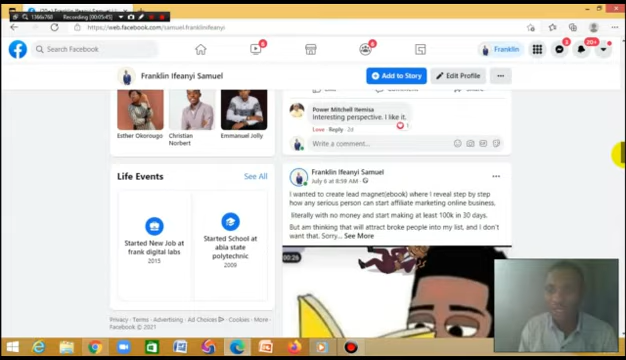 1366x768 Recording [00:05:45]
https://web.facebook.com/samuel.franklinifeanyi
Search Facebook
Franklin
Franklin Ifeanyi Samuel
Add to Story
Edit Profile
Esther Okorougo
Christian
Norbert
Emmanuel Jolly
Power Mitchell Itemisa
Interesting perspective. I like it.
Love · Reply · 2d
1
Write a comment...
Life Events
See All
Started New Job at
frank digital labs
2015
Started School at
abia state
polytechnic
2009
Franklin Ifeanyi Samuel
July 6 at 8:59 AM
I wanted to create lead magnet(ebook) where I reveal step by step
how any serious person can start affiliate marketing online business,
literally with no money and start making at least 100k in 30 days.
But am thinking that will attract broke people into my list, and I don't
want that. Sorry... See More
00:26
Privacy · Terms · Advertising · Ad Choices · Cookies · More ·
Facebook © 2021